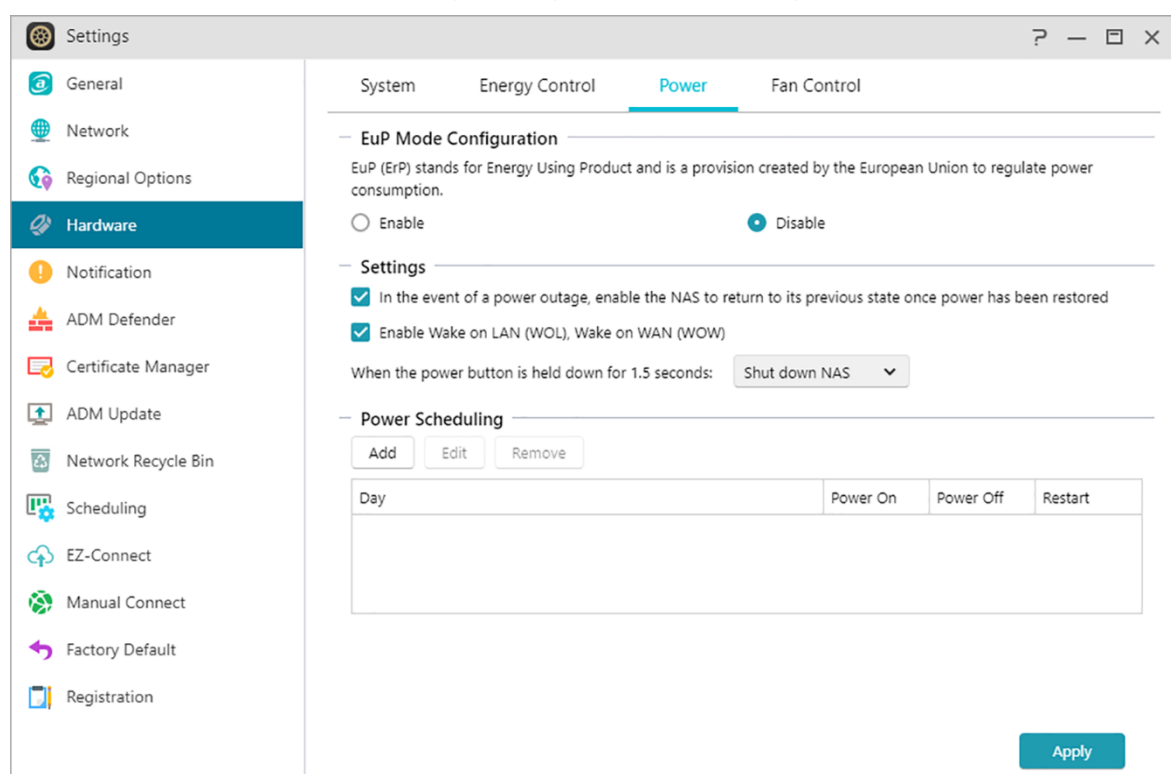 Settings
General
Network
Regional Options
Hardware
Notification
ADM Defender
Certificate Manager
ADM Update
Network Recycle Bin
Scheduling
EZ-Connect
Manual Connect
Factory Default
Registration
System Energy Control Power Fan Control
EuP Mode Configuration
EuP (ErP) stands for Energy Using Product and is a provision created by the European Union to regulate power
consumption.
Enable Disable
Settings
In the event of a power outage, enable the NAS to return to its previous state once power has been restored
Enable Wake on LAN (WOL), Wake on WAN (WOW)
When the power button is held down for 1.5 seconds: Shut down NAS
Power Scheduling
Add Edit Remove
Day Power On Power Off Restart
Apply